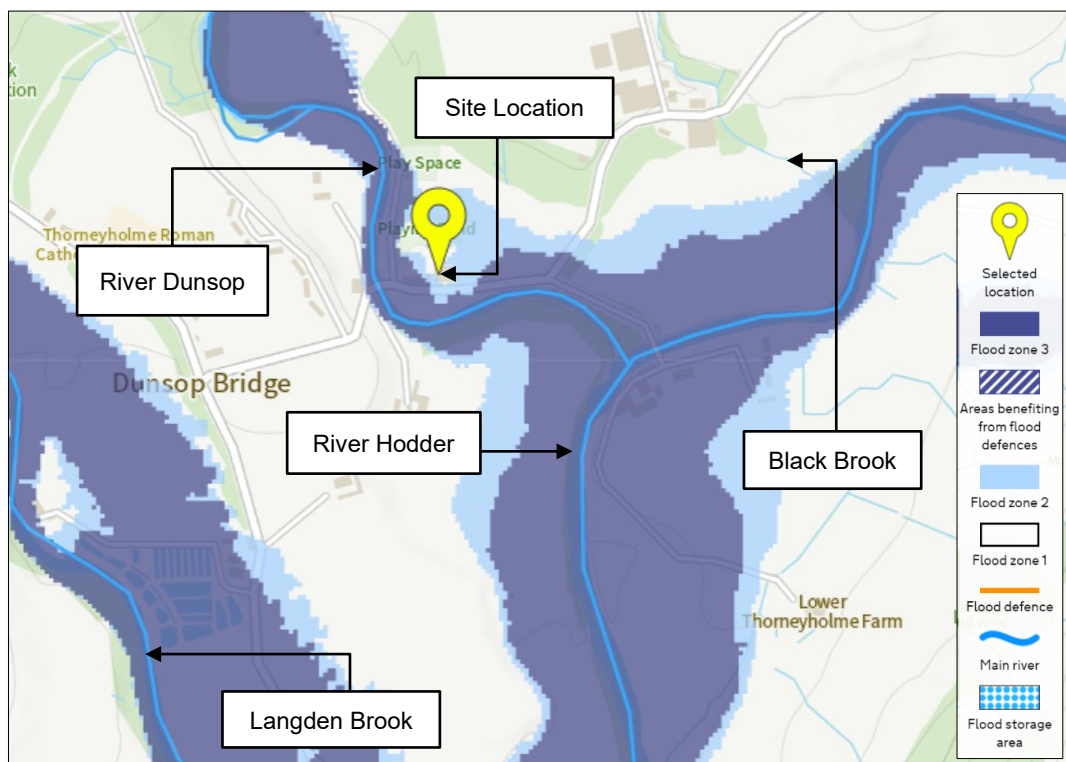 Site Location
Play Space
Thorneyholme Roman
River Dunsop
Dunsop Bridge
River Hodder
Black Brook
Lower
Thorneyholme Farm
Langden Brook
Selected
location
Flood zone 3
Areas benefiting
from flood
defences
Flood zone 2
Flood zone 1
Flood defence
Main river
Flood storage
area